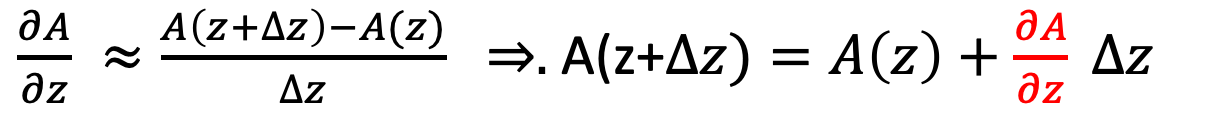 ∂A/∂z ≈ (A(z+Δz)−A(z))/Δz ⇒. A(z+Δz) = A(z) + ∂A/∂z Δz